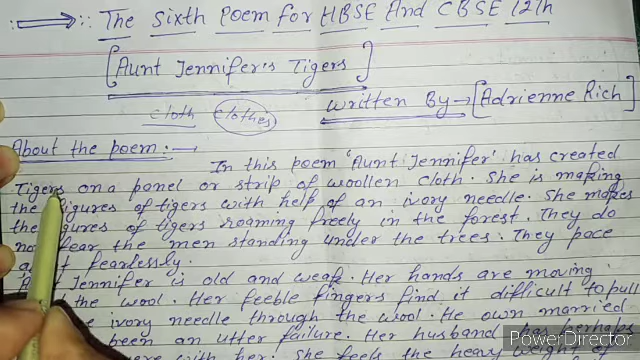 :⟹:· The Sixth Poem For HBSE And CBSE 12th
[Aunt Jennifer's Tigers]
Cloth Clothes written By→[Adrienne Rich]
About the poem:→
In this poem 'Aunt Jennifer' has created
Tigers on a panel or strip of woollen cloth. She is making
the figures of tigers with help of an ivory needle. She makes
the figures of tigers roaming freely in the forest. They do
not fear the men standing under the trees. They pace
fearlessly.
Jennifer is old and weak. Her hands are moving
the wool. Her feeble fingers find it difficult to pull
ivory needle through the wool. He own married
been an utter failure. Her husband has perhaps
with her. She feels the heavy weight of
PowerDirector